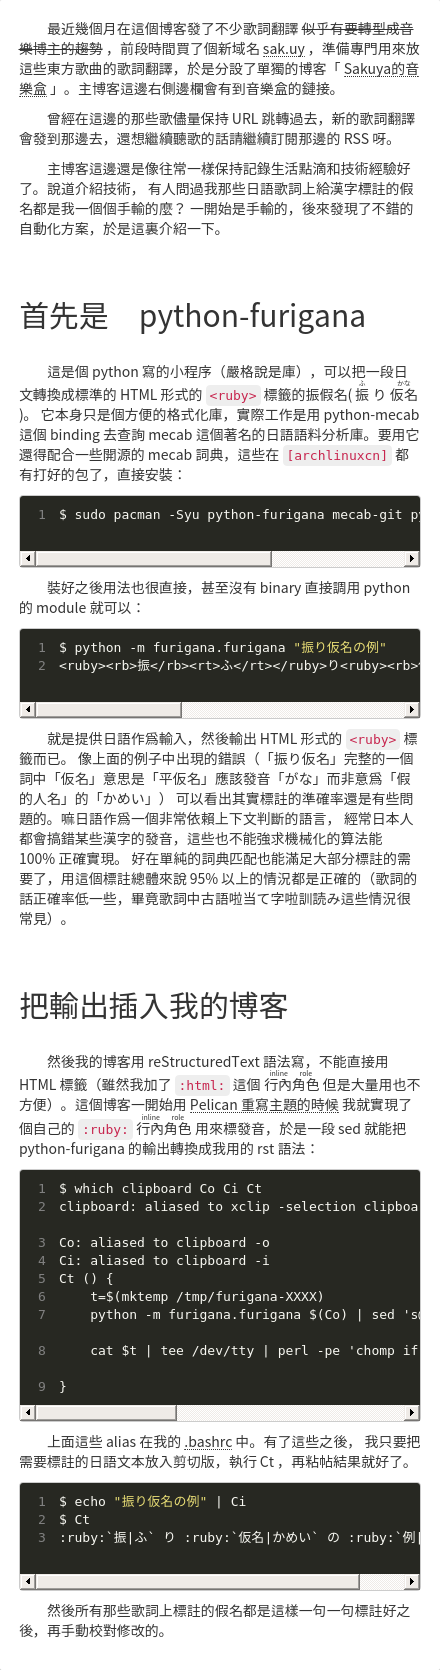 最近幾個月在這個博客發了不少歌詞翻譯 似乎有要轉型成音
樂博主的趨勢 ，前段時間買了個新域名 sak.uy ，準備專門用來放
這些東方歌曲的歌詞翻譯，於是分設了單獨的博客「 Sakuya的音
樂盒 」。主博客這邊右側邊欄會有到音樂盒的鏈接。
曾經在這邊的那些歌儘量保持 URL 跳轉過去，新的歌詞翻譯
會發到那邊去，還想繼續聽歌的話請繼續訂閱那邊的 RSS 呀。
主博客這邊還是像往常一樣保持記錄生活點滴和技術經驗好
了。說道介紹技術， 有人問過我那些日語歌詞上給漢字標註的假
名都是我一個個手輸的麼？ 一開始是手輸的，後來發現了不錯的
自動化方案，於是這裏介紹一下。
首先是　python-furigana
這是個 python 寫的小程序（嚴格說是庫），可以把一段日
ふ かな
文轉換成標準的 HTML 形式的 <ruby> 標籤的振假名( 振 り 仮名
)。 它本身只是個方便的格式化庫，實際工作是用 python-mecab
這個 binding 去查詢 mecab 這個著名的日語語料分析庫。要用它
還得配合一些開源的 mecab 詞典，這些在 [archlinuxcn] 都
有打好的包了，直接安裝：
1 $ sudo pacman -Syu python-furigana mecab-git
裝好之後用法也很直接，甚至沒有 binary 直接調用 python
的 module 就可以：
1 $ python -m furigana.furigana "振り仮名の例"
2 <ruby><rb>振</rb><rt>ふ</rt></ruby>り<ruby><rb>
就是提供日語作爲輸入，然後輸出 HTML 形式的 <ruby> 標
籤而已。 像上面的例子中出現的錯誤（「振り仮名」完整的一個
詞中「仮名」意思是「平仮名」應該發音「がな」而非意爲「假
的人名」的「かめい」） 可以看出其實標註的準確率還是有些問
題的。嘛日語作爲一個非常依賴上下文判斷的語言， 經常日本人
都會搞錯某些漢字的發音，這些也不能強求機械化的算法能
100% 正確實現。 好在單純的詞典匹配也能滿足大部分標註的需
要了，用這個標註總體來說 95% 以上的情況都是正確的（歌詞的
話正確率低一些，畢竟歌詞中古語啦当て字啦訓読み這些情況很
常見）。
把輸出插入我的博客
然後我的博客用 reStructuredText 語法寫，不能直接用
inline role
HTML 標籤（雖然我加了 :html: 這個 行內角色 但是大量用也不
方便）。這個博客一開始用 Pelican 重寫主題的時候 我就實現了
inline role
個自己的 :ruby: 行內角色 用來標發音，於是一段 sed 就能把
python-furigana 的輸出轉換成我用的 rst 語法：
1 $ which clipboard Co Ci Ct
2 clipboard: aliased to xclip -selection clipboa
3 Co: aliased to clipboard -o
4 Ci: aliased to clipboard -i
5 Ct () {
6 t=$(mktemp /tmp/furigana-XXXX)
7 python -m furigana.furigana $(Co) | sed 's
8 cat $t | tee /dev/tty | perl -pe 'chomp if
9 }
上面這些 alias 在我的 .bashrc 中。有了這些之後， 我只要把
需要標註的日語文本放入剪切版，執行 Ct ，再粘帖結果就好了。
1 $ echo "振り仮名の例" | Ci
2 $ Ct
3 :ruby:`振|ふ` り :ruby:`仮名|かめい` の :ruby:`例|
然後所有那些歌詞上標註的假名都是這樣一句一句標註好之
後，再手動校對修改的。